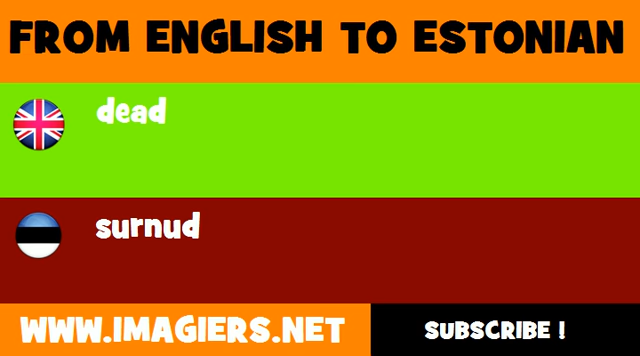 FROM ENGLISH TO ESTONIAN
dead
surnud
WWW.IMAGIERS.NET
SUBSCRIBE !